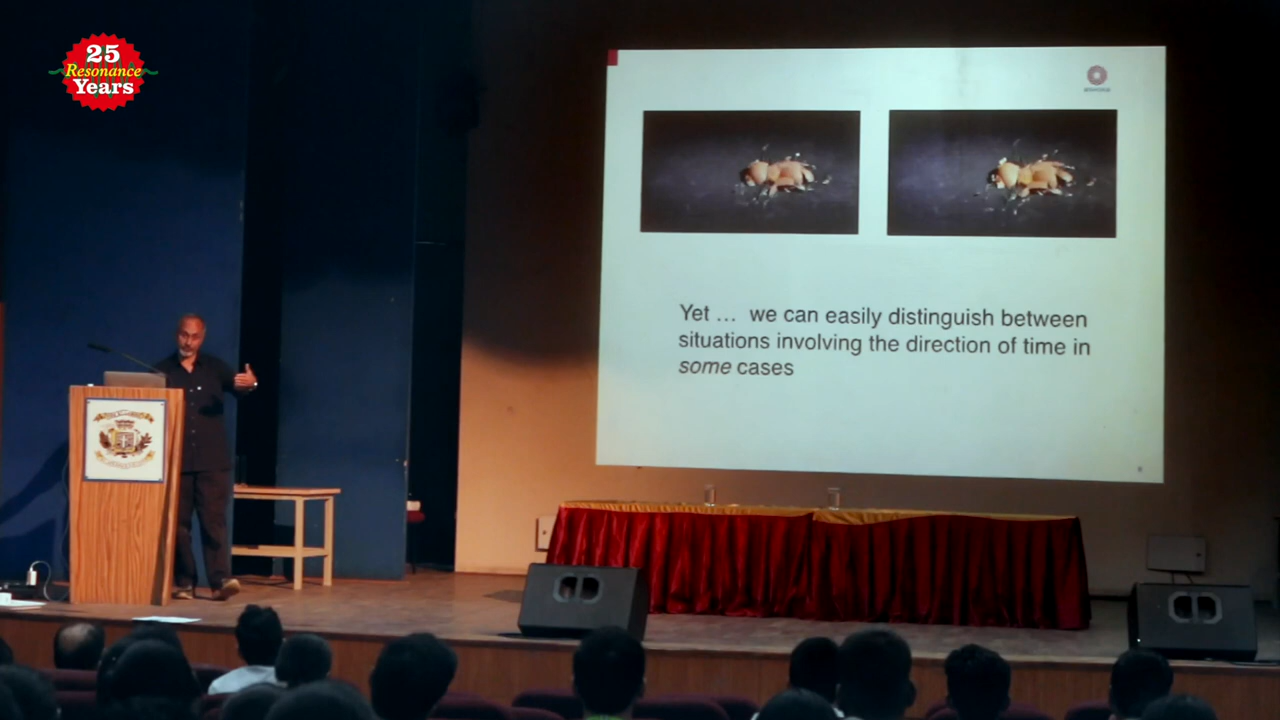 25
Resonance
Years
Yet ... we can easily distinguish between
situations involving the direction of time in
some cases